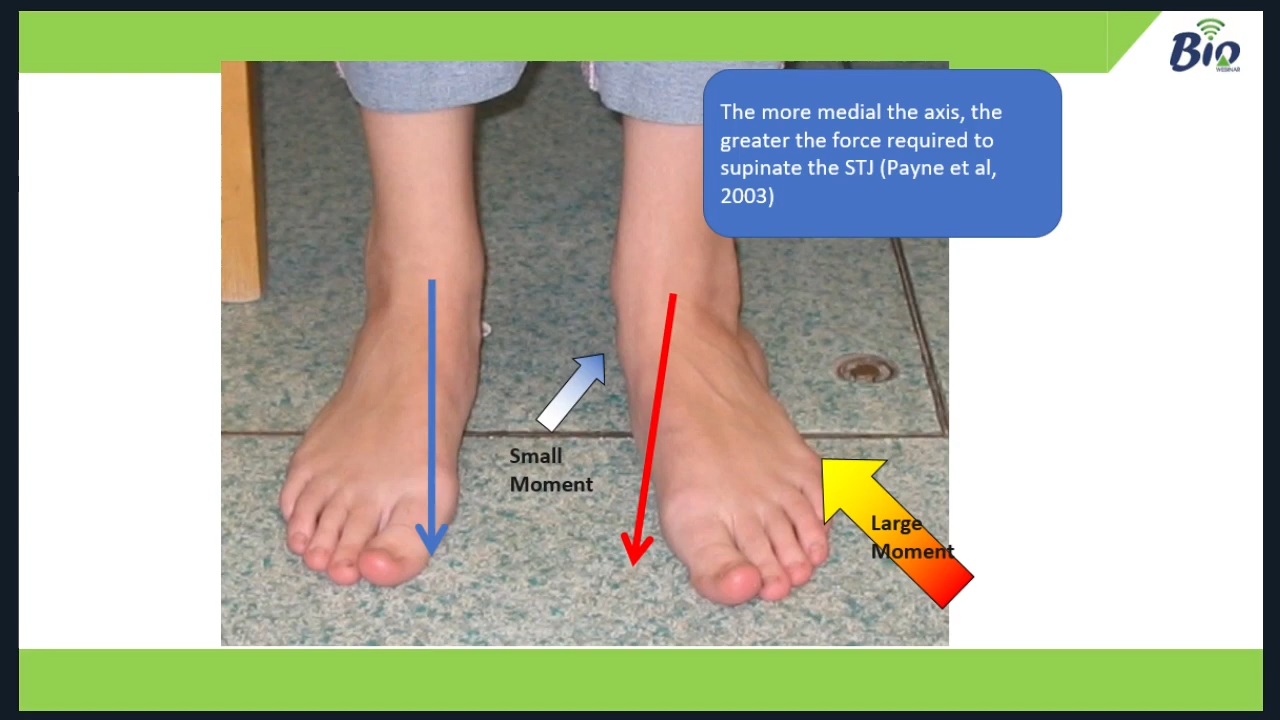 Bio
WEBINAR
The more medial the axis, the
greater the force required to
supinate the STJ (Payne et al,
2003)
Small
Moment
Large
Moment